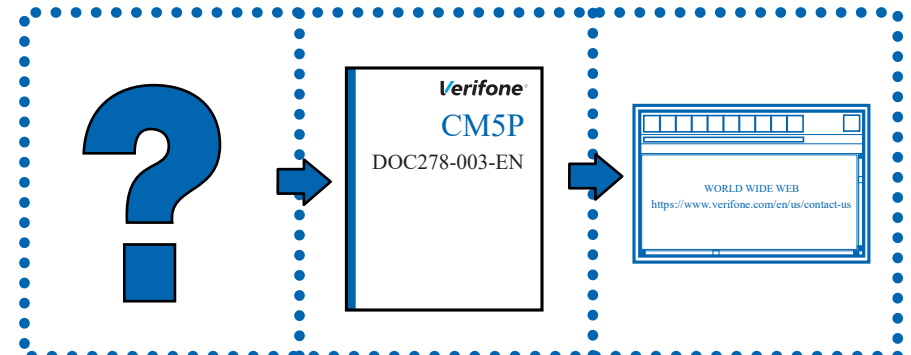 ?
Verifone
CM5P
DOC278-003-EN
WORLD WIDE WEB
https://www.verifone.com/en/us/contact-us